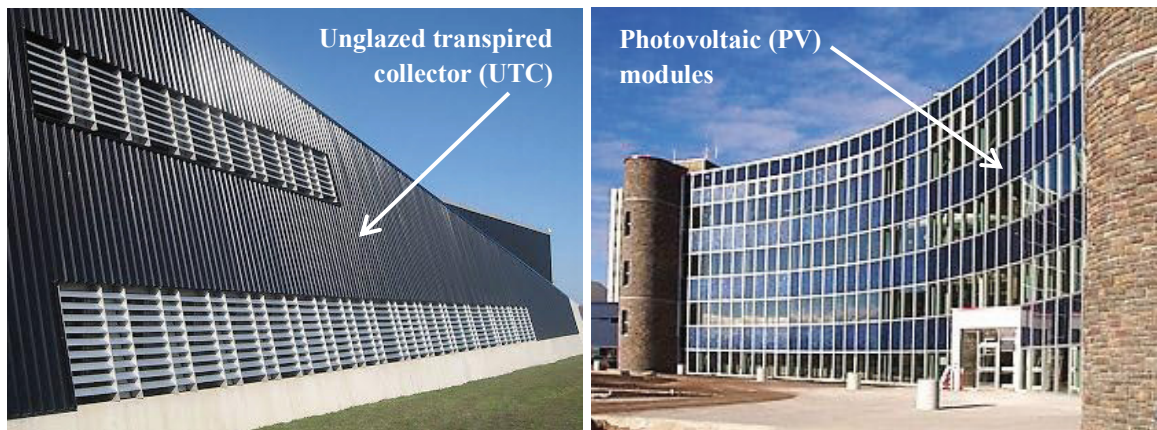 Unglazed transpired
collector (UTC)
Photovoltaic (PV)
modules